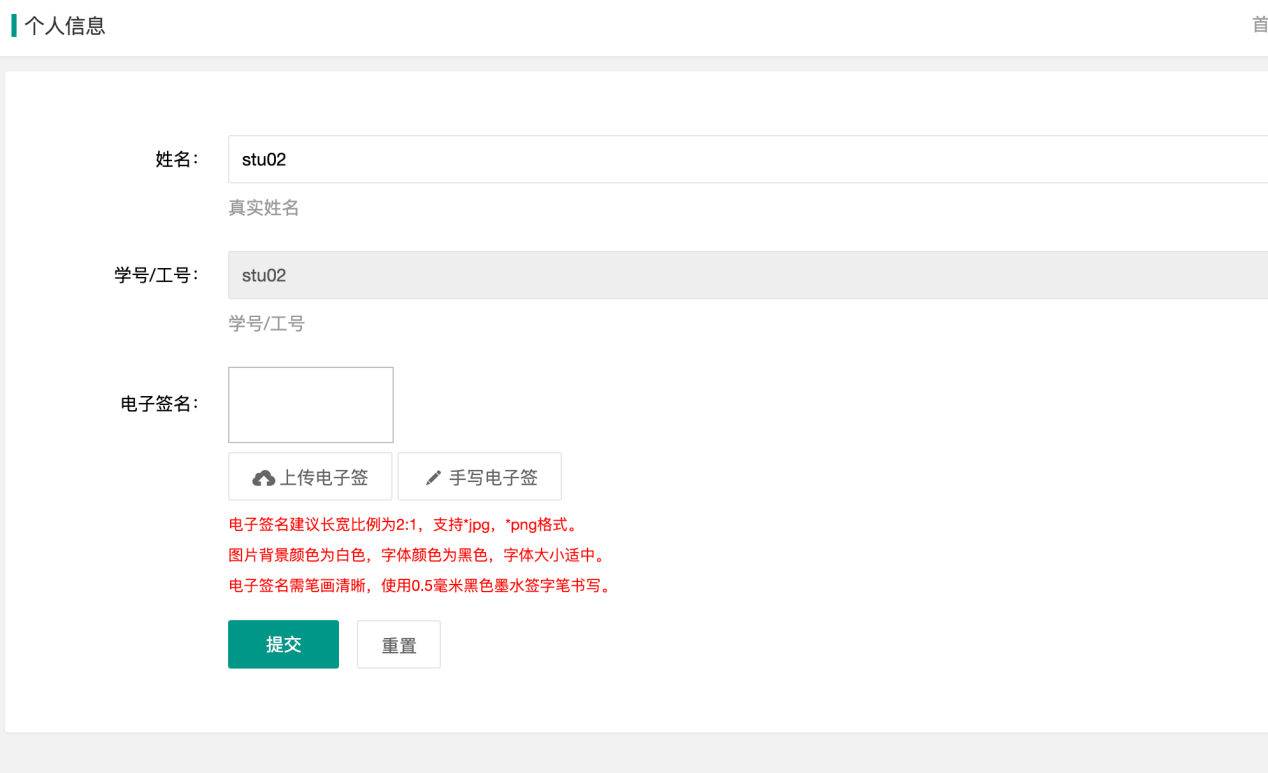 个人信息
首
姓名：
stu02
真实姓名
学号/工号：
stu02
学号/工号
电子签名：
上传电子签
手写电子签
电子签名建议长宽比例为2:1，支持*jpg，*png格式。
图片背景颜色为白色，字体颜色为黑色，字体大小适中。
电子签名需笔画清晰，使用0.5毫米黑色墨水签字笔书写。
提交
重置